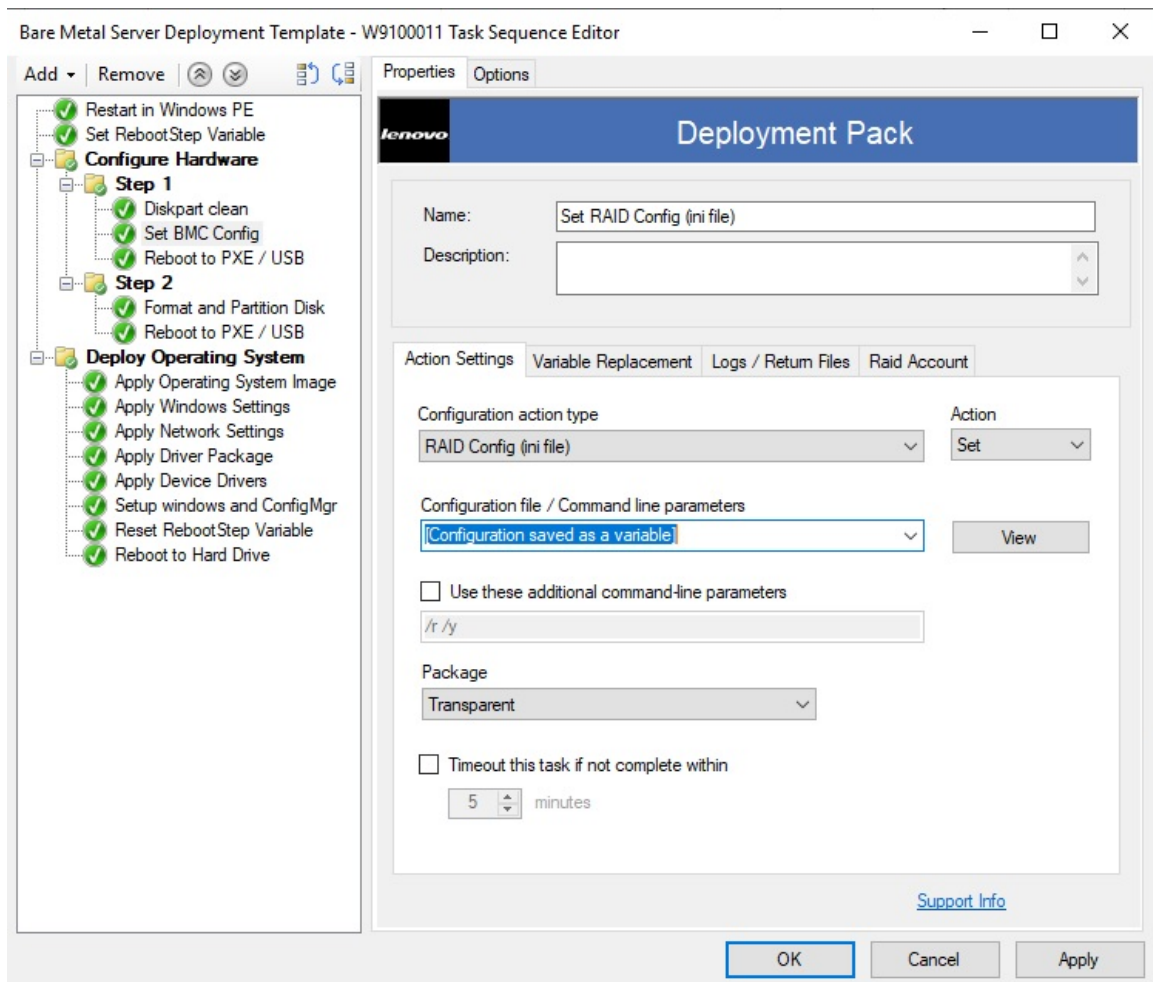 Bare Metal Server Deployment Template - W9100011 Task Sequence Editor
Add Remove
Restart in Windows PE
Set RebootStep Variable
Configure Hardware
Step 1
Diskpart clean
Set BMC Config
Reboot to PXE / USB
Step 2
Format and Partition Disk
Reboot to PXE / USB
Deploy Operating System
Apply Operating System Image
Apply Windows Settings
Apply Network Settings
Apply Driver Package
Apply Device Drivers
Setup windows and ConfigMgr
Reset RebootStep Variable
Reboot to Hard Drive
Properties Options
lenovo Deployment Pack
Name: Set RAID Config (ini file)
Description:
Action Settings Variable Replacement Logs / Return Files Raid Account
Configuration action type Action
RAID Config (ini file) Set
Configuration file / Command line parameters
[Configuration saved as a variable] View
Use these additional command-line parameters
/r /y
Package
Transparent
Timeout this task if not complete within
5 minutes
Support Info
OK Cancel Apply